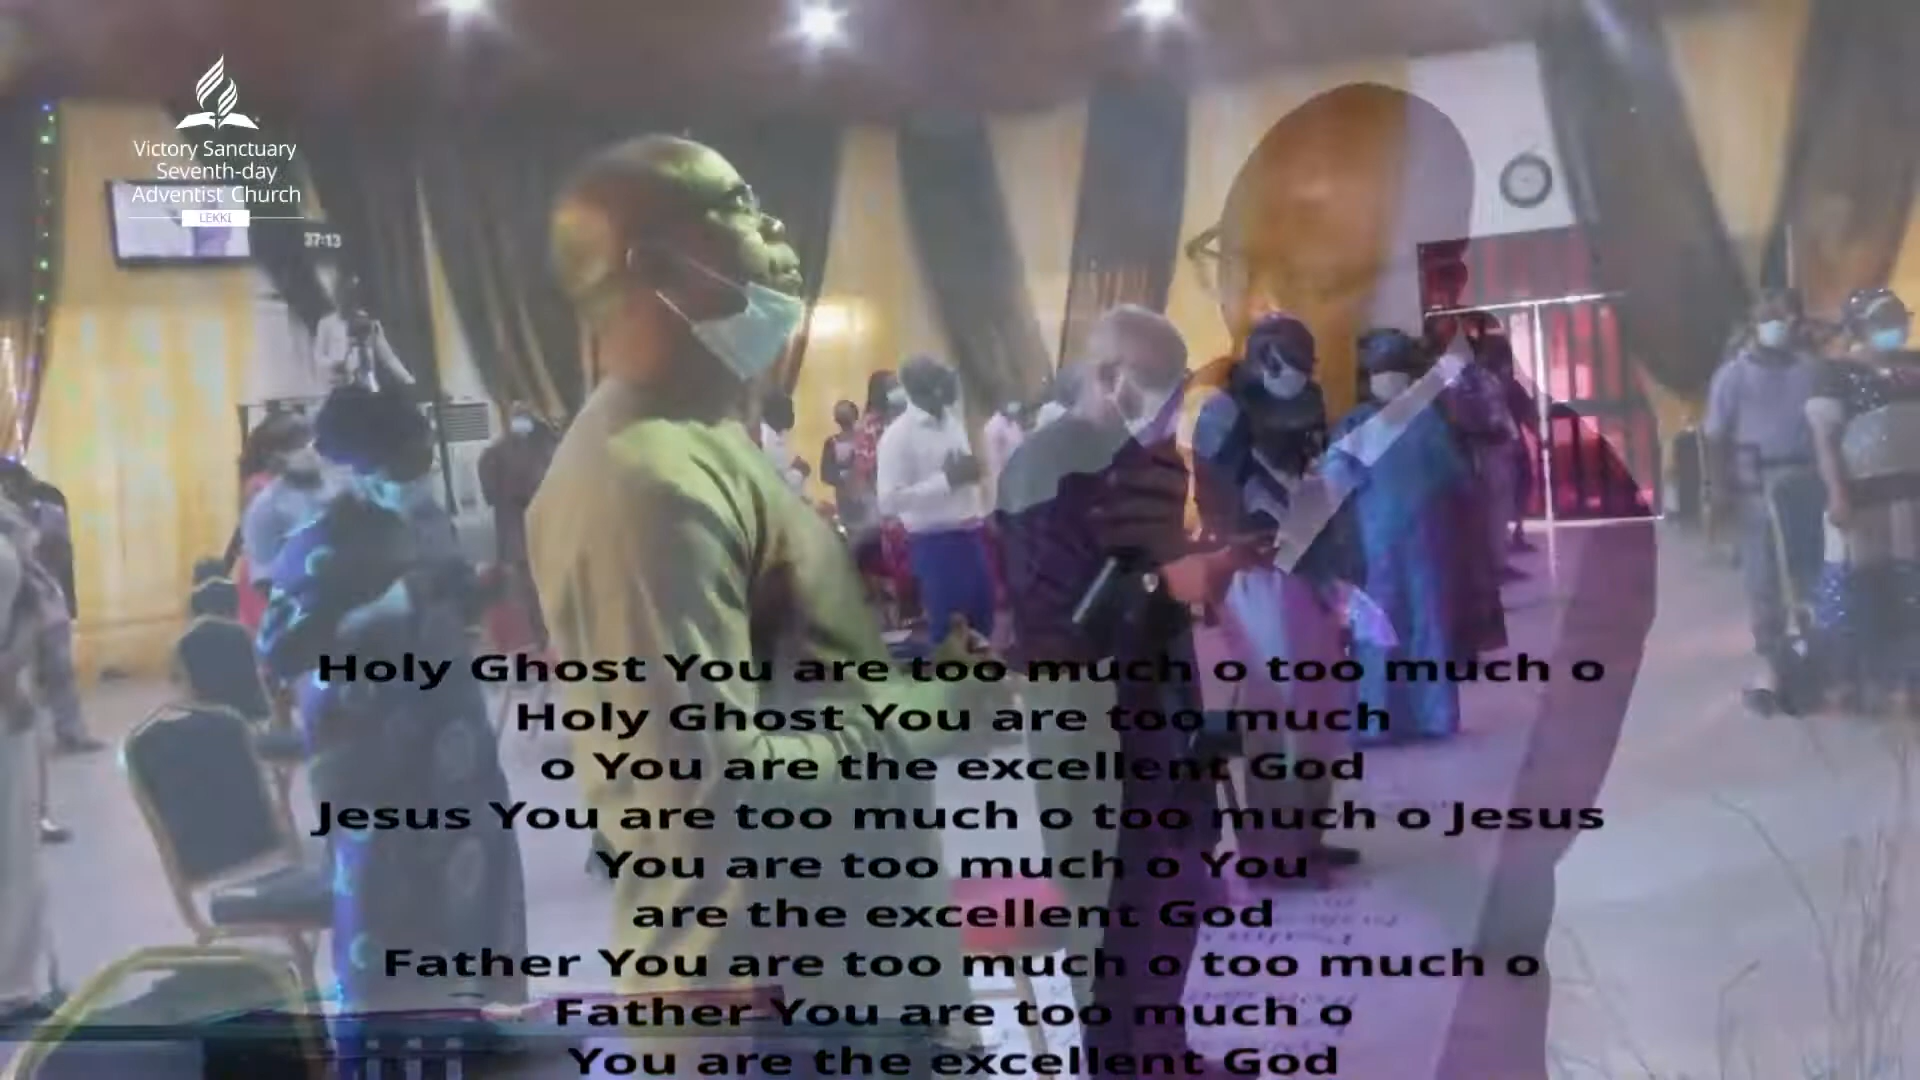 Victory Sanctuary
Seventh-day
Adventist Church
LEKKI
37:13
Holy Ghost You are too much o too much o
Holy Ghost You are too much
o You are the excellent God
Jesus You are too much o too much o Jesus
You are too much o You
are the excellent God
Father You are too much o too much o
Father You are too much o
You are the excellent God